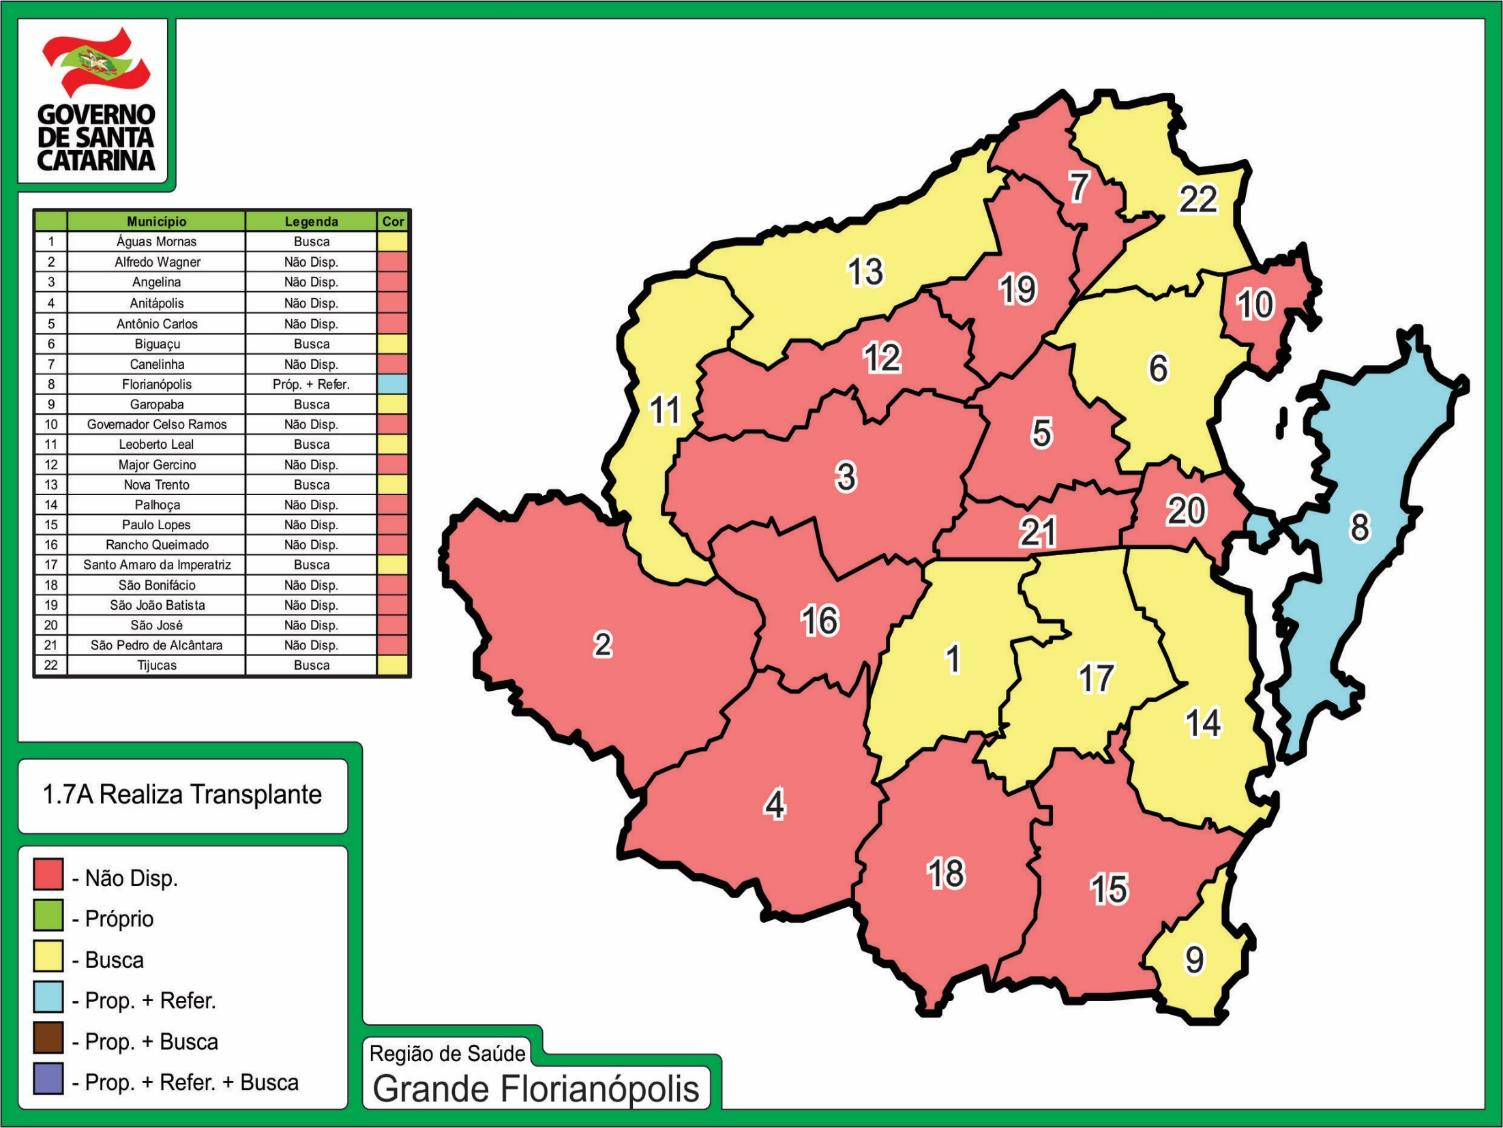 GOVERNO
DE SANTA
CATARINA
Município Legenda Cor
1 Águas Mornas Busca
2 Alfredo Wagner Não Disp.
3 Angelina Não Disp.
4 Anitápolis Não Disp.
5 Antônio Carlos Não Disp.
6 Biguaçu Busca
7 Canelinha Não Disp.
8 Florianópolis Próp. + Refer.
9 Garopaba Busca
10 Governador Celso Ramos Não Disp.
11 Leoberto Leal Busca
12 Major Gercino Não Disp.
13 Nova Trento Busca
14 Palhoça Não Disp.
15 Paulo Lopes Não Disp.
16 Rancho Queimado Não Disp.
17 Santo Amaro da Imperatriz Busca
18 São Bonifácio Não Disp.
19 São João Batista Não Disp.
20 São José Não Disp.
21 São Pedro de Alcântara Não Disp.
22 Tijucas Busca
7
22
13
19
10
12
6
11
5
3
20
21
8
16
2
1
17
14
4
18
15
9
1.7A Realiza Transplante
- Não Disp.
- Próprio
- Busca
- Prop. + Refer.
- Prop. + Busca
- Prop. + Refer. + Busca
Região de Saúde
Grande Florianópolis